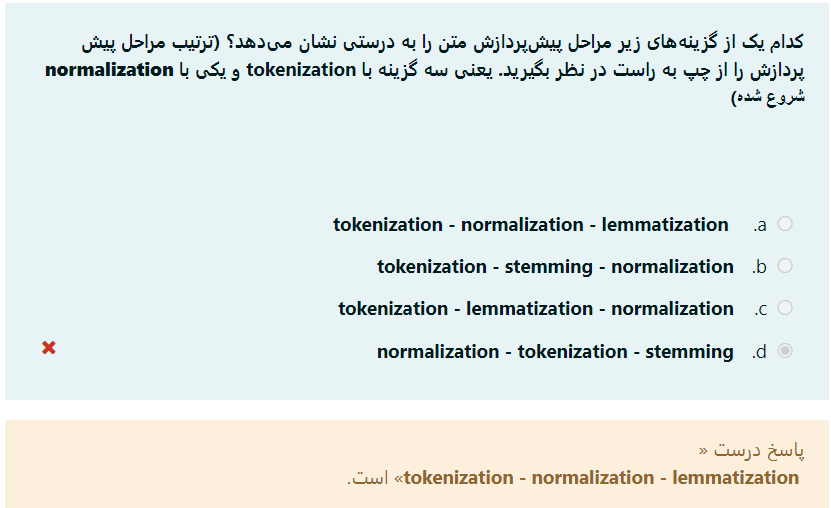 کدام یک از گزینه‌های زیر مراحل پیش‌پردازش متن را به درستی نشان می‌دهد؟ (ترتیب مراحل پیش
پردازش را از چپ به راست در نظر بگیرید. یعنی سه گزینه با tokenization و یکی با normalization
شروع شده)
a. tokenization - normalization - lemmatization
b. tokenization - stemming - normalization
c. tokenization - lemmatization - normalization
d. normalization - tokenization - stemming
پاسخ درست «
tokenization - normalization - lemmatization» است.